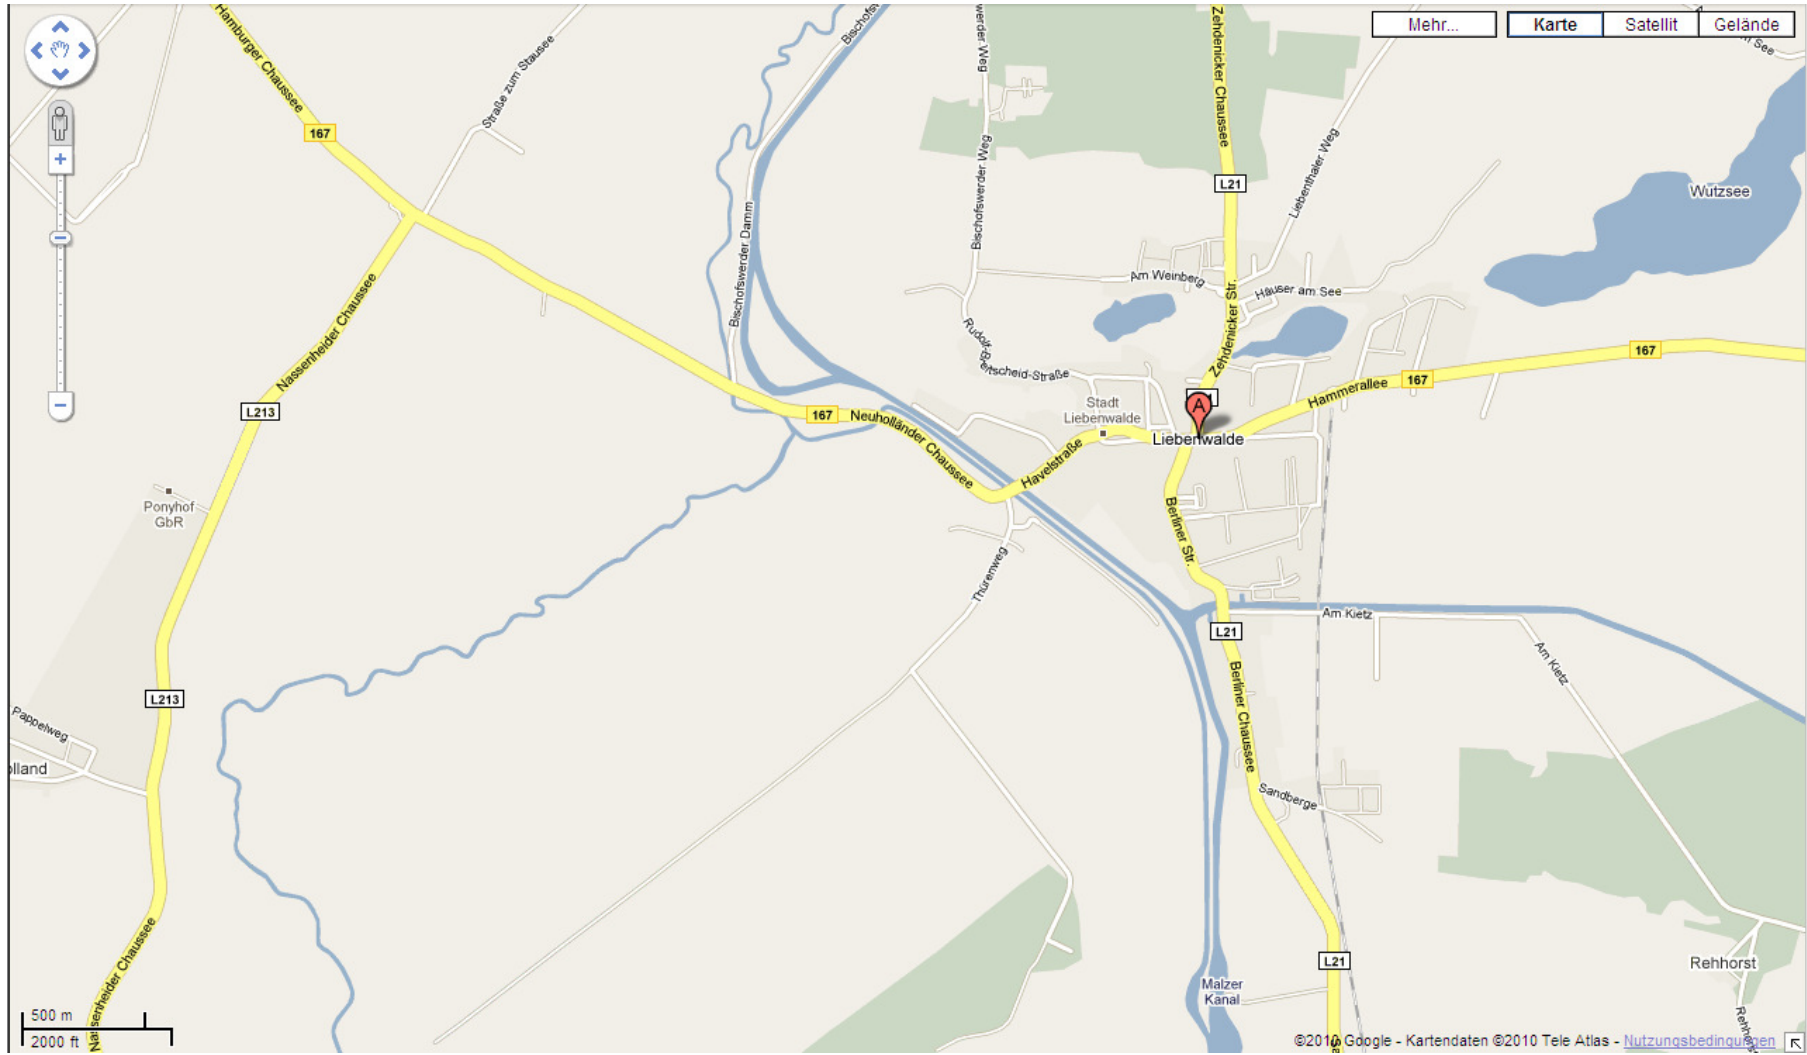 Mehr...
Karte
Satellit
Gelände
Hamburger Chaussee
167
Straße zum Stausee
Bischofswerder Damm
Bischofswerder Weg
Zehdenicker Chaussee
L21
Liebenthaler Weg
Wutzsee
Am Weinberg
Häuser am See
Zehdenicker Str.
Rudolf-Breitscheid-Straße
Nassenheider Chaussee
L213
167
Neuholländer Chaussee
Havelstraße
Stadt
Liebenwalde
A
Liebenwalde
Hammerallee
167
167
Ponyhof
GbR
Berliner Str.
Thürenweg
Am Kietz
L21
Am Kietz
Berliner Chaussee
L213
Pappelweg
lland
Sandberge
Nassenheider Chaussee
L21
Rehhorst
Malzer
Kanal
500 m
2000 ft
©2010 Google - Kartendaten ©2010 Tele Atlas - Nutzungsbedingungen